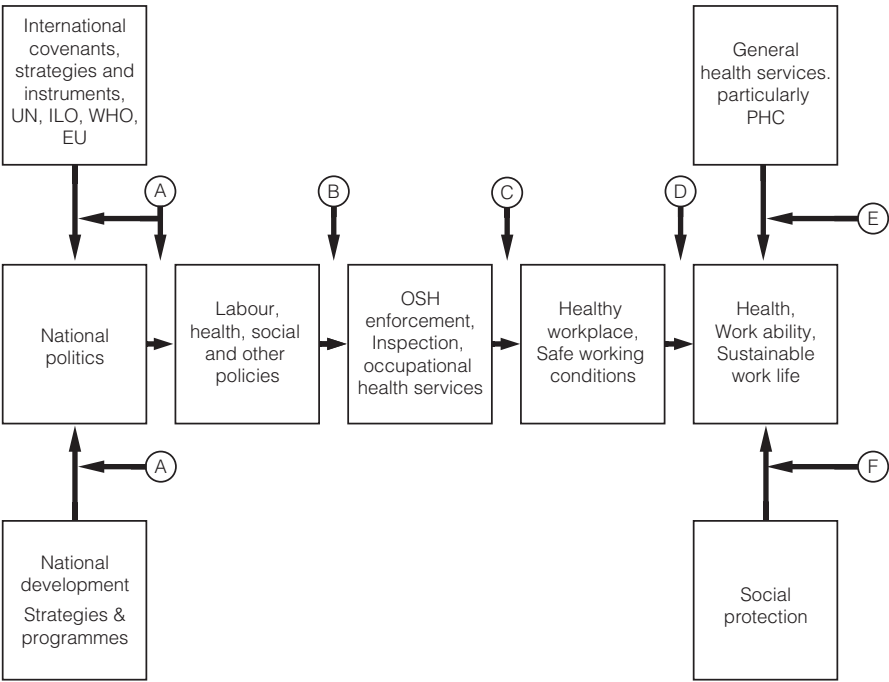 International
covenants,
strategies and
instruments,
UN, ILO, WHO,
EU
General
health services.
particularly
PHC
A
B
C
D
E
National
politics
Labour,
health, social
and other
policies
OSH
enforcement,
Inspection,
occupational
health services
Healthy
workplace,
Safe working
conditions
Health,
Work ability,
Sustainable
work life
A
F
National
development
Strategies &
programmes
Social
protection